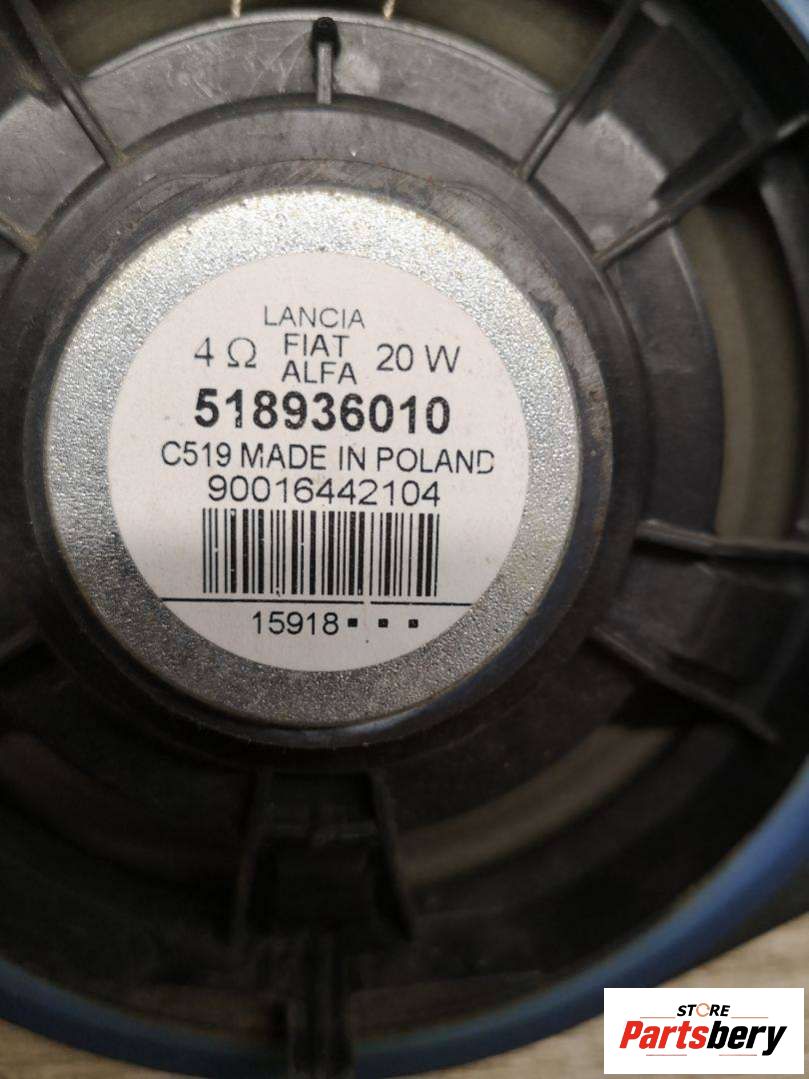 LANCIA
4 Ω FIAT 20 W
ALFA
518936010
C519 MADE IN POLAND
90016442104
15918
STORE
Partsbery